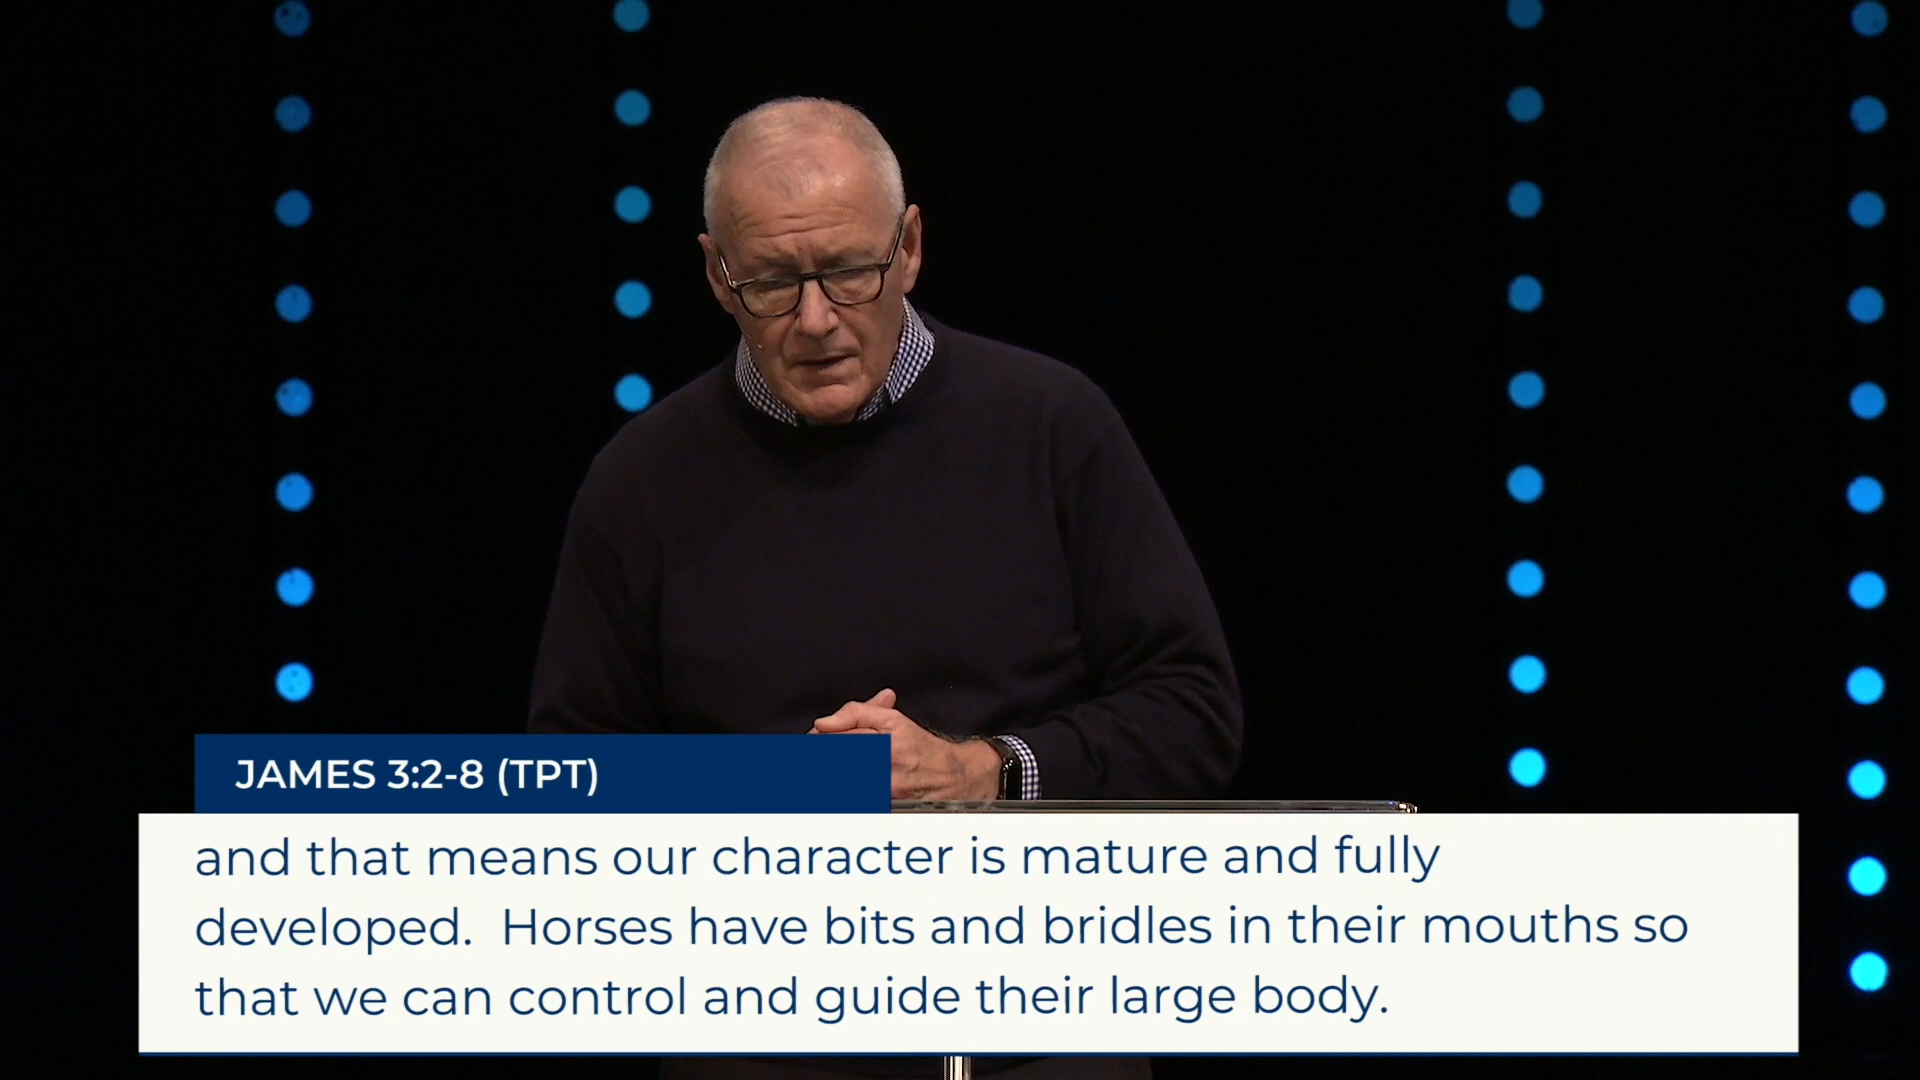 JAMES 3:2-8 (TPT)
and that means our character is mature and fully
developed.  Horses have bits and bridles in their mouths so
that we can control and guide their large body.